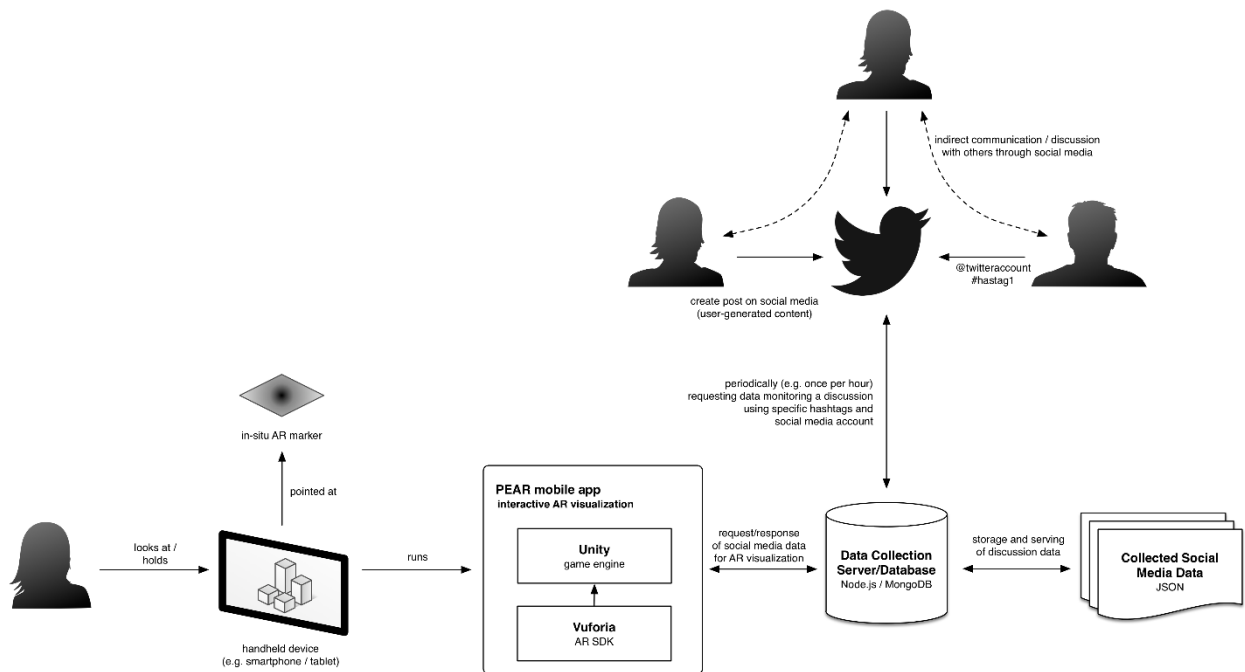 indirect communication / discussion
with others through social media
@twitteraccount
#hastag1
create post on social media
(user-generated content)
periodically (e.g. once per hour)
requesting data monitoring a discussion
using specific hashtags and
social media account
in-situ AR marker
pointed at
looks at /
holds
handheld device
(e.g. smartphone / tablet)
runs
PEAR mobile app
interactive AR visualization
Unity
game engine
Vuforia
AR SDK
request/response
of social media data
for AR visualization
Data Collection
Server/Database
Node.js / MongoDB
storage and serving
of discussion data
Collected Social
Media Data
JSON